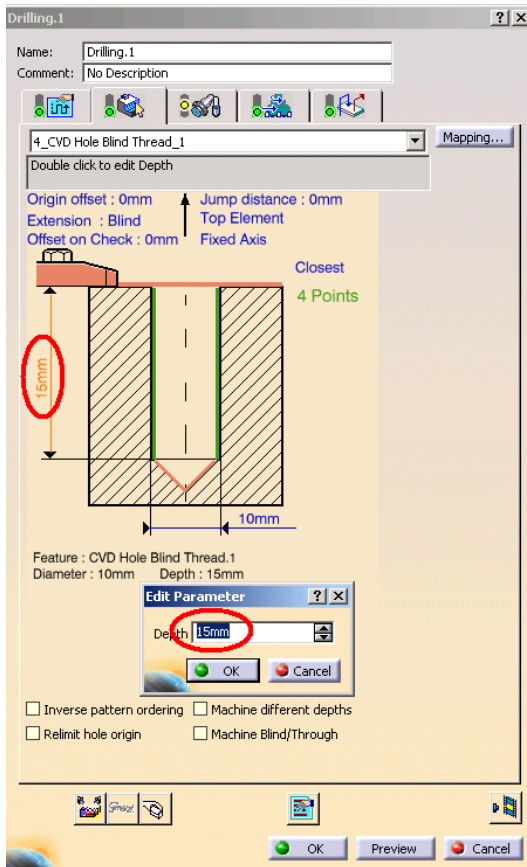 Drilling.1
Name: Drilling.1
Comment: No Description
4_CVD Hole Blind Thread_1
Mapping...
Double click to edit Depth
Origin offset : 0mm Jump distance : 0mm
Extension : Blind Top Element
Offset on Check : 0mm Fixed Axis
Closest
4 Points
15mm
10mm
Feature : CVD Hole Blind Thread.1
Diameter : 10mm Depth : 15mm
Edit Parameter
Depth 15mm
OK Cancel
Inverse pattern ordering Machine different depths
Relimit hole origin Machine Blind/Through
OK Preview Cancel